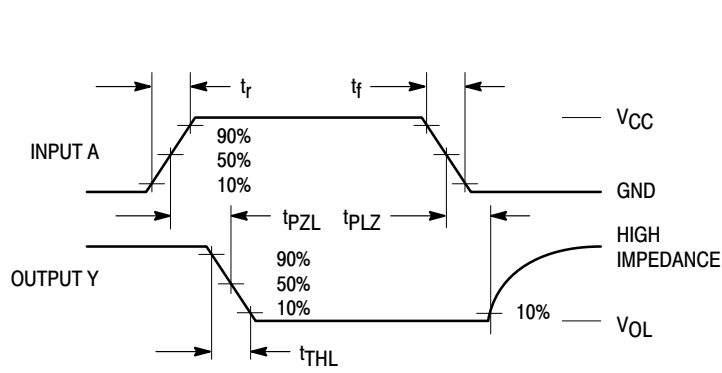 tr
tf
VCC
INPUT A
90%
50%
10%
GND
tPZL
tPLZ
HIGH
IMPEDANCE
OUTPUT Y
90%
50%
10%
10%
VOL
tTHL